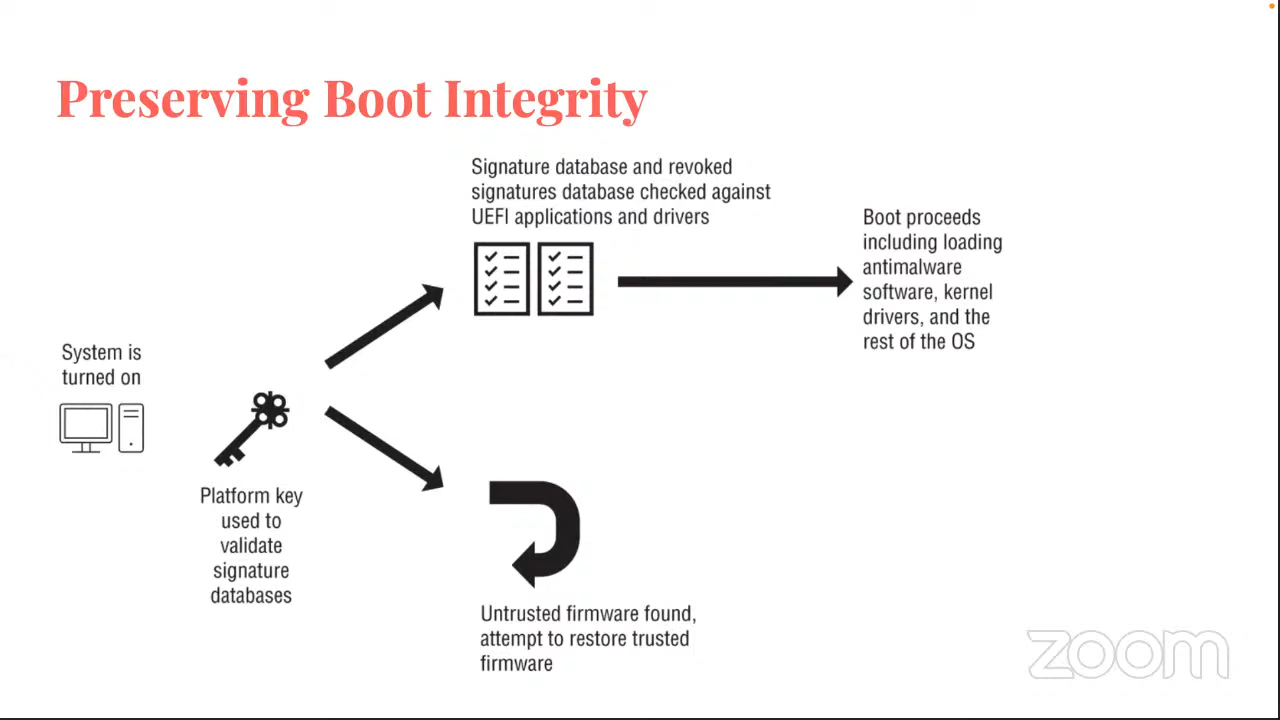 Preserving Boot Integrity
Signature database and revoked
signatures database checked against
UEFI applications and drivers
Boot proceeds
including loading
antimalware
software, kernel
drivers, and the
rest of the OS
System is
turned on
Platform key
used to
validate
signature
databases
Untrusted firmware found,
attempt to restore trusted
firmware
zoom